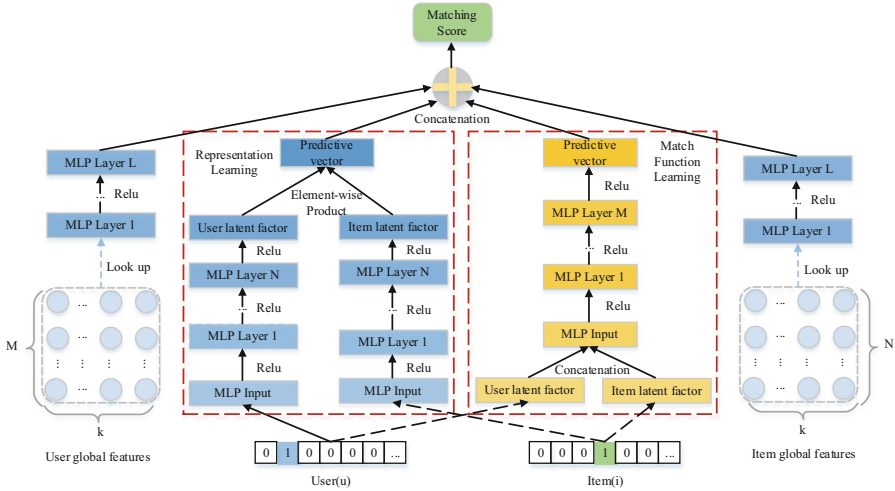 Matching
Score
Concatenation
MLP Layer L
... Relu
MLP Layer 1
Look up
M
... 
... 
⋮ ⋮ ⋮
...
k
User global features
Representation
Learning
Predictive
vector
Element-wise
Product
User latent factor
Item latent factor
Relu
Relu
MLP Layer N
MLP Layer N
... Relu
... Relu
MLP Layer 1
MLP Layer 1
Relu
Relu
MLP Input
MLP Input
Predictive
vector
Match
Function
Learning
Relu
MLP Layer M
... Relu
MLP Layer 1
Relu
MLP Input
Concatenation
User latent factor
Item latent factor
MLP Layer L
... Relu
MLP Layer 1
Look up
N
...
...
⋮ ⋮ ⋮
...
k
Item global features
0 1 0 0 0 0 ...
User(u)
0 0 0 1 0 0 ...
Item(i)